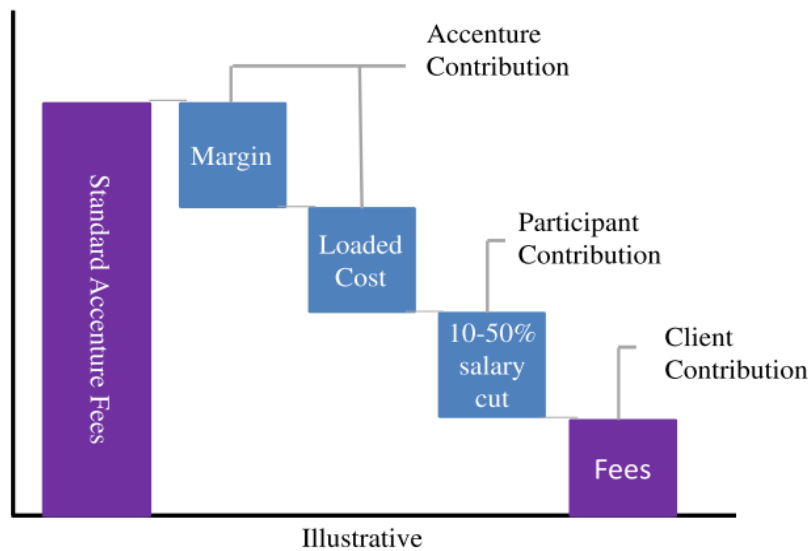 Accenture
Contribution
Standard Accenture Fees
Margin
Loaded
Cost
Participant
Contribution
10-50%
salary
cut
Client
Contribution
Fees
Illustrative